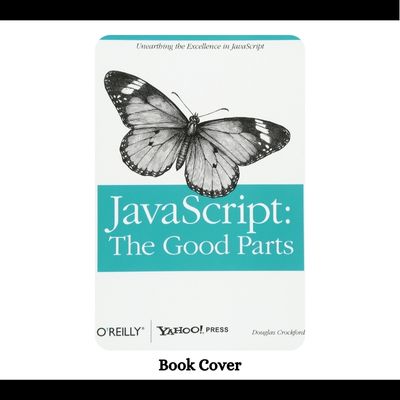 Unearthing the Excellence in JavaScript
JavaScript:
The Good Parts
O'REILLY® | YAHOO! PRESS
Douglas Crockford
Book Cover